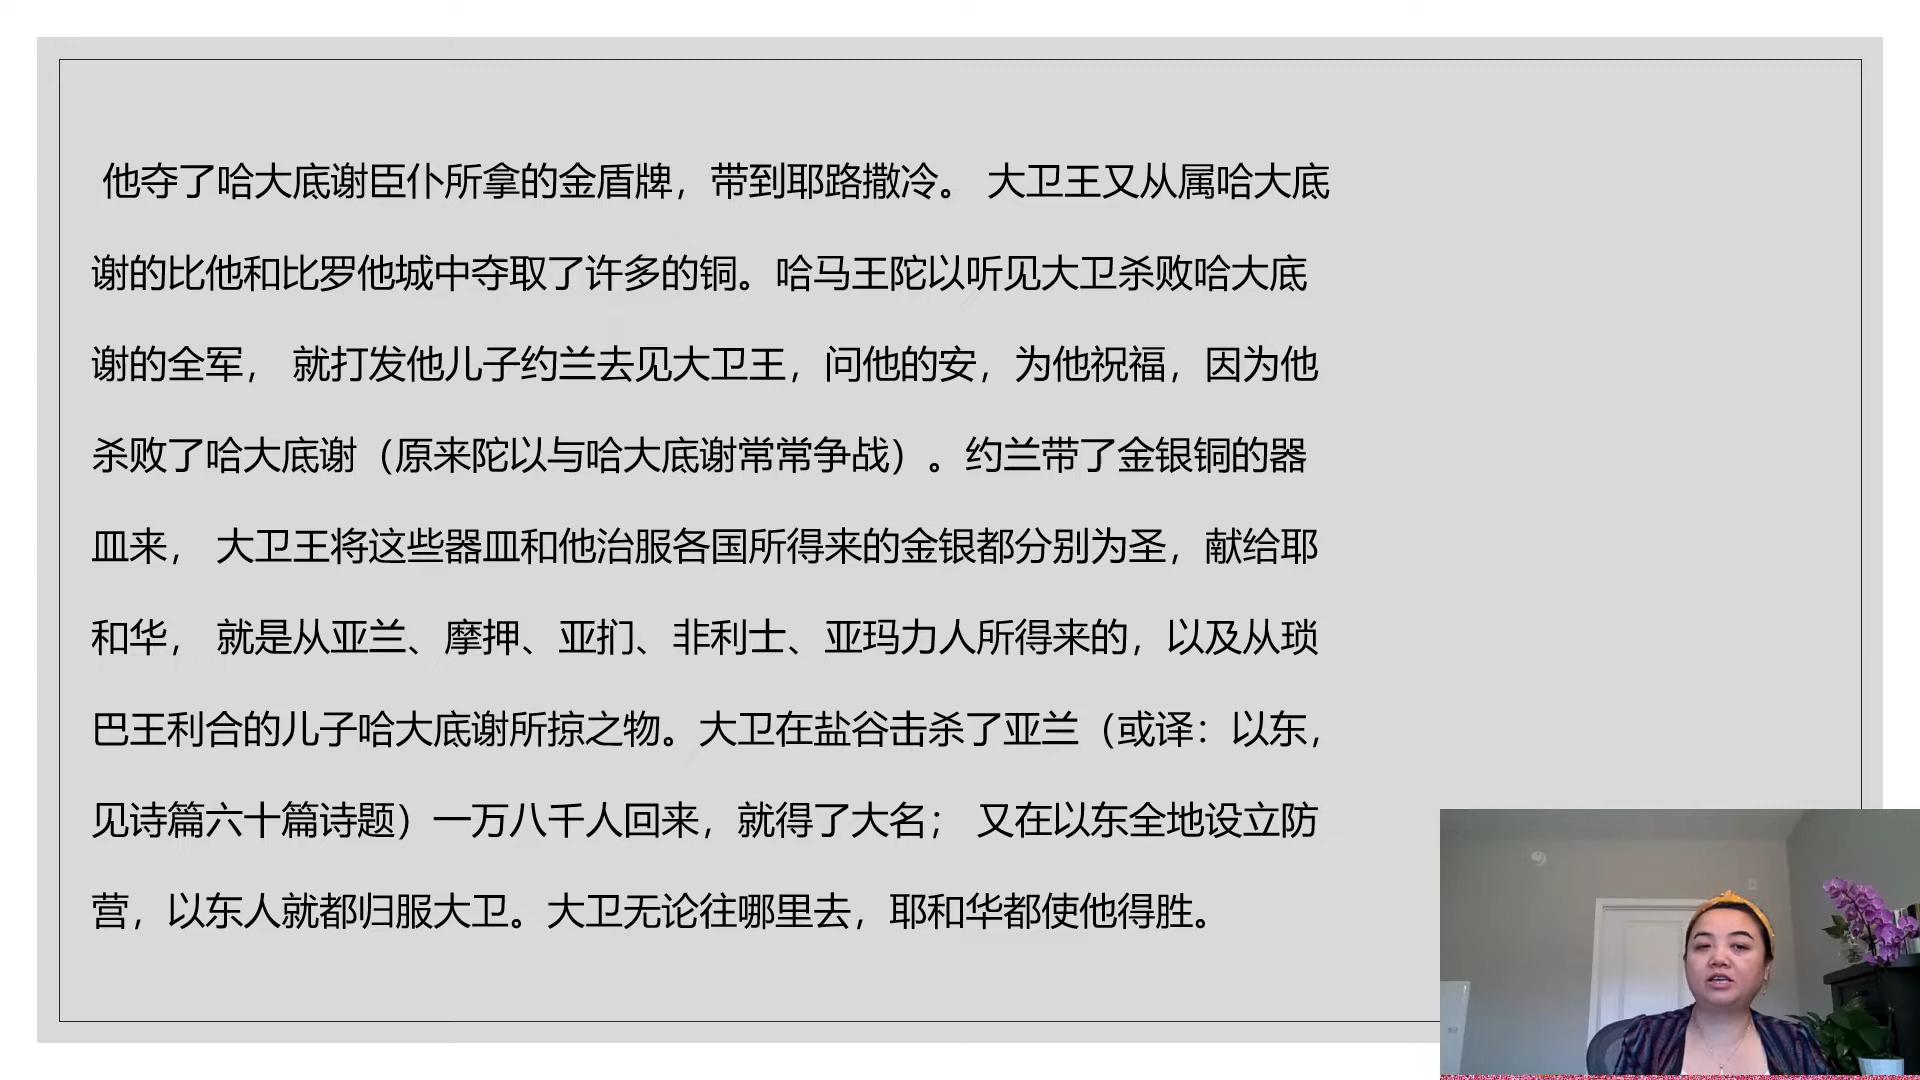 他夺了哈大底谢臣仆所拿的金盾牌，带到耶路撒冷。 大卫王又从属哈大底
谢的比他和比罗他城中夺取了许多的铜。哈马王陀以听见大卫杀败哈大底
谢的全军， 就打发他儿子约兰去见大卫王，问他的安，为他祝福，因为他
杀败了哈大底谢（原来陀以与哈大底谢常常争战）。约兰带了金银铜的器
皿来， 大卫王将这些器皿和他治服各国所得来的金银都分别为圣，献给耶
和华， 就是从亚兰、摩押、亚扪、非利士、亚玛力人所得来的，以及从琐
巴王利合的儿子哈大底谢所掠之物。大卫在盐谷击杀了亚兰（或译：以东，
见诗篇六十篇诗题）一万八千人回来，就得了大名； 又在以东全地设立防
营，以东人就都归服大卫。大卫无论往哪里去，耶和华都使他得胜。